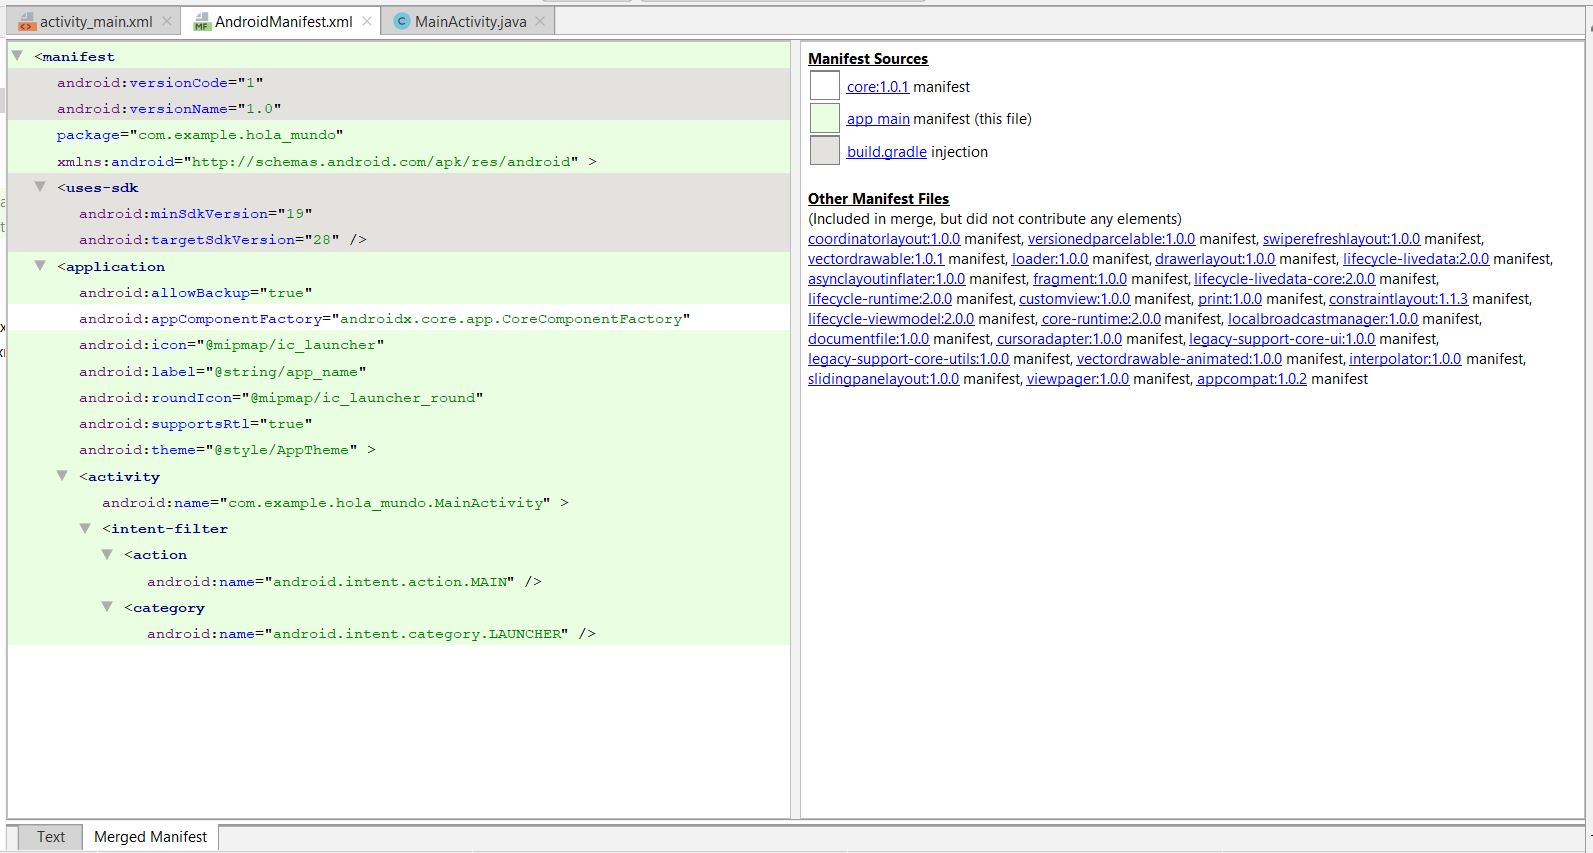 activity_main.xml
AndroidManifest.xml
MainActivity.java
<manifest
android:versionCode="1"
android:versionName="1.0"
package="com.example.hola_mundo"
xmlns:android="http://schemas.android.com/apk/res/android" >
<uses-sdk
android:minSdkVersion="19"
android:targetSdkVersion="28" />
<application
android:allowBackup="true"
android:appComponentFactory="androidx.core.app.CoreComponentFactory"
android:icon="@mipmap/ic_launcher"
android:label="@string/app_name"
android:roundIcon="@mipmap/ic_launcher_round"
android:supportsRtl="true"
android:theme="@style/AppTheme" >
<activity
android:name="com.example.hola_mundo.MainActivity" >
<intent-filter
<action
android:name="android.intent.action.MAIN" />
<category
android:name="android.intent.category.LAUNCHER" />
Manifest Sources
core:1.0.1 manifest
app main manifest (this file)
build.gradle injection
Other Manifest Files
(Included in merge, but did not contribute any elements)
coordinatorlayout:1.0.0 manifest, versionedparcelable:1.0.0 manifest, swiperefreshlayout:1.0.0 manifest,
vectordrawable:1.0.1 manifest, loader:1.0.0 manifest, drawerlayout:1.0.0 manifest, lifecycle-livedata:2.0.0 manifest,
asynclayoutinflater:1.0.0 manifest, fragment:1.0.0 manifest, lifecycle-livedata-core:2.0.0 manifest,
lifecycle-runtime:2.0.0 manifest, customview:1.0.0 manifest, print:1.0.0 manifest, constraintlayout:1.1.3 manifest,
lifecycle-viewmodel:2.0.0 manifest, core-runtime:2.0.0 manifest, localbroadcastmanager:1.0.0 manifest,
documentfile:1.0.0 manifest, cursoradapter:1.0.0 manifest, legacy-support-core-ui:1.0.0 manifest,
legacy-support-core-utils:1.0.0 manifest, vectordrawable-animated:1.0.0 manifest, interpolator:1.0.0 manifest,
slidingpanelayout:1.0.0 manifest, viewpager:1.0.0 manifest, appcompat:1.0.2 manifest
Text
Merged Manifest